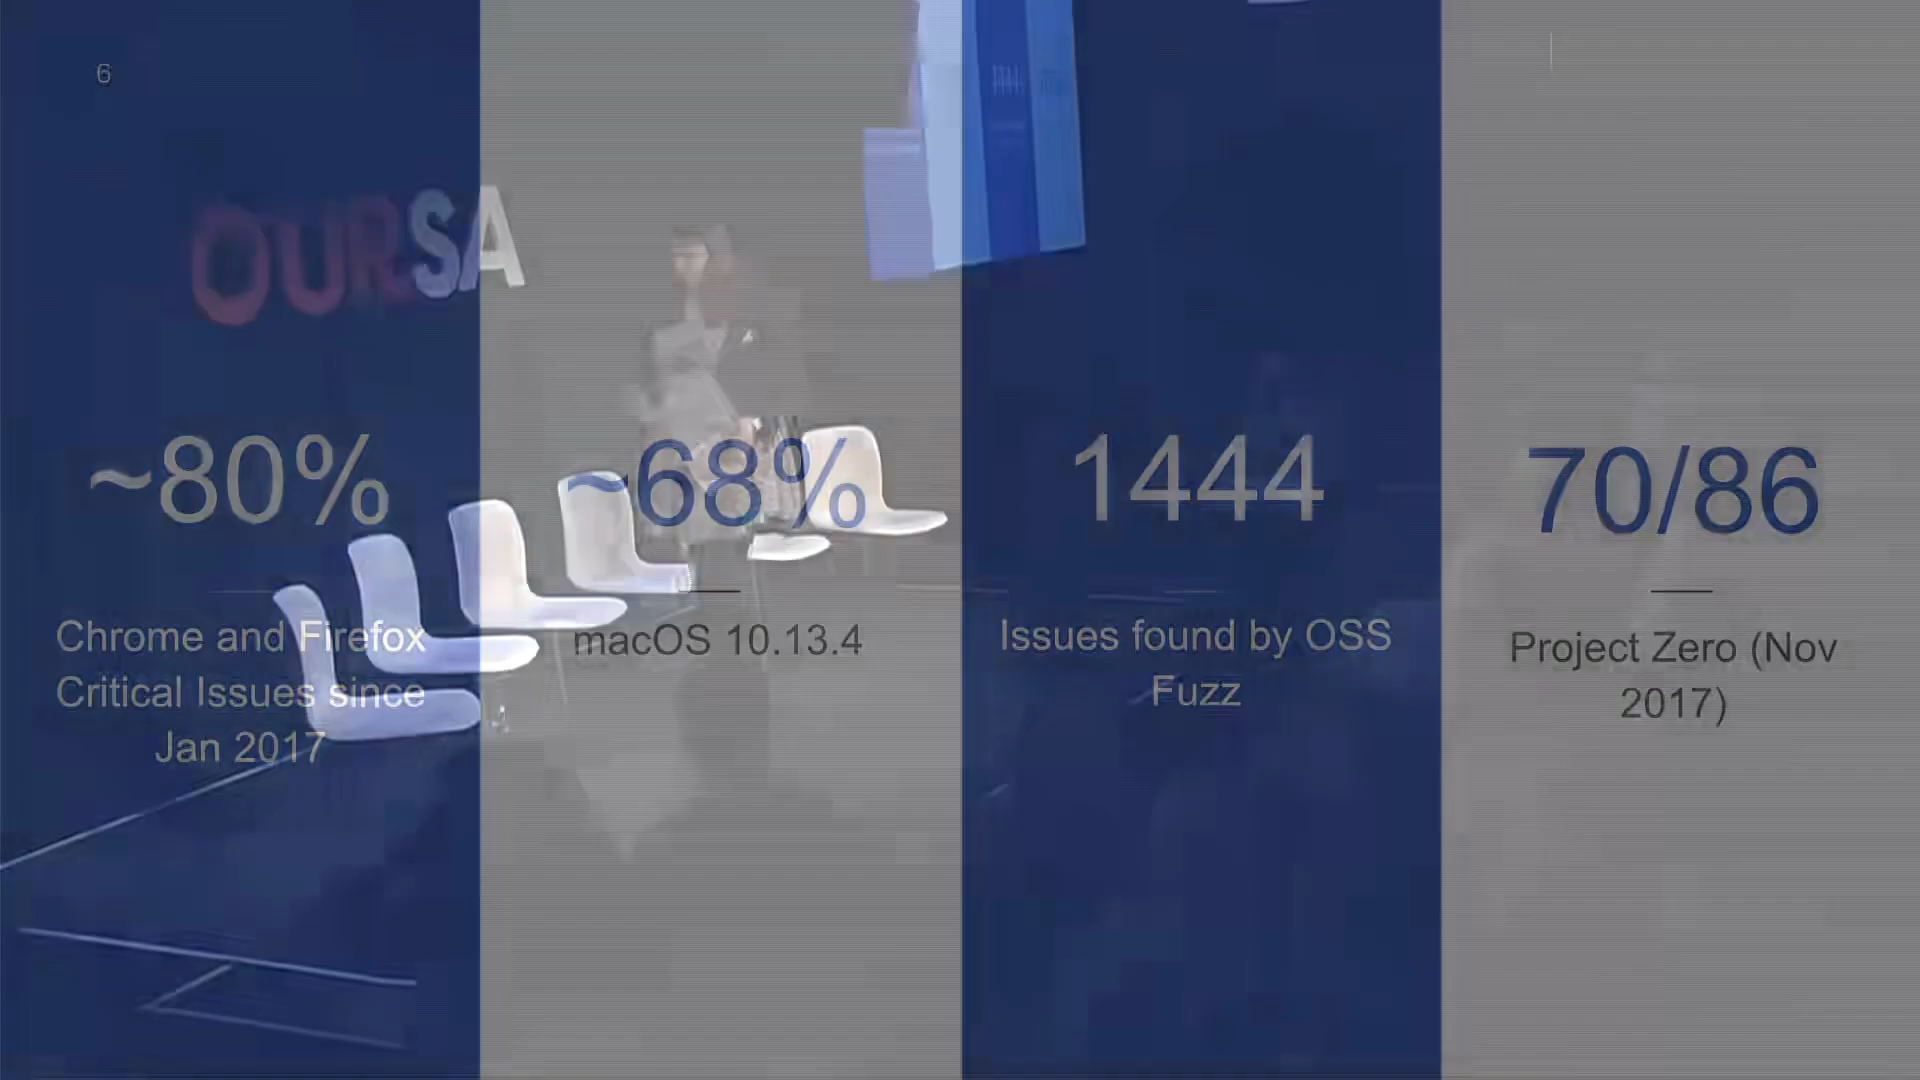 6
OURSA
~80%
Chrome and Firefox
Critical Issues since
Jan 2017
~68%
macOS 10.13.4
1444
Issues found by OSS
Fuzz
70/86
Project Zero (Nov
2017)